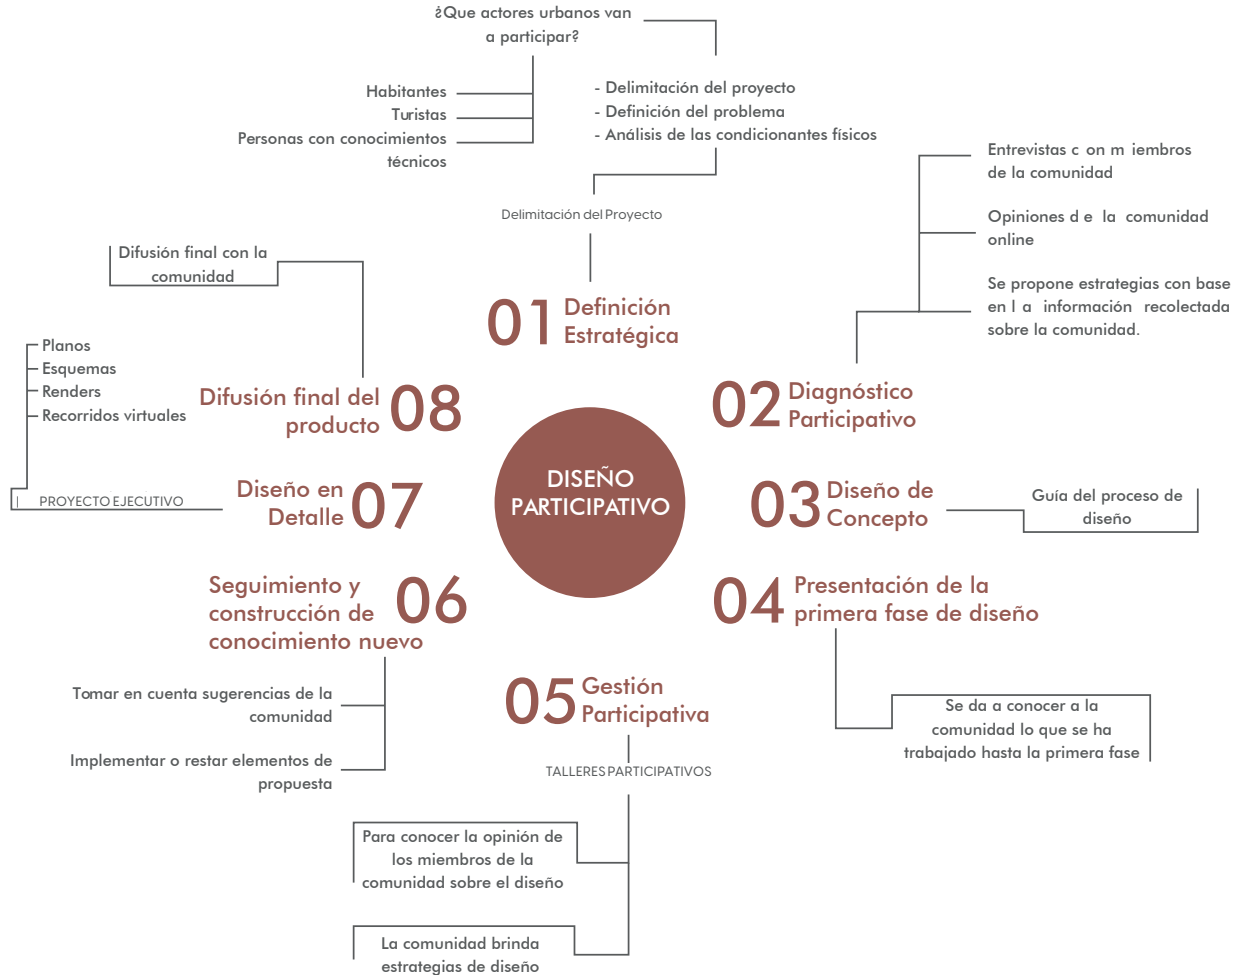 ¿Que actores urbanos van
a participar?
Habitantes
Turistas
Personas con conocimientos
técnicos
- Delimitación del proyecto
- Definición del problema
- Análisis de las condicionantes físicos
Delimitación del Proyecto
01 Definición
Estratégica
Entrevistas c on m iembros
de la comunidad
Opiniones d e la comunidad
online
Se propone estrategias con base
en l a información recolectada
sobre la comunidad.
02 Diagnóstico
Participativo
DISEÑO
PARTICIPATIVO
03 Diseño de
Concepto
Guía del proceso de
diseño
04 Presentación de la
primera fase de diseño
Se da a conocer a la
comunidad lo que se ha
trabajado hasta la primera fase
05 Gestión
Participativa
TALLERES PARTICIPATIVOS
Para conocer la opinión de
los miembros de la
comunidad sobre el diseño
La comunidad brinda
estrategias de diseño
Seguimiento y
construcción de 06
conocimiento nuevo
Tomar en cuenta sugerencias de la
comunidad
Implementar o restar elementos de
propuesta
Diseño en
Detalle 07
PROYECTO EJECUTIVO
Planos
Esquemas
Renders
Recorridos virtuales
Difusión final del
producto 08
Difusión final con la
comunidad